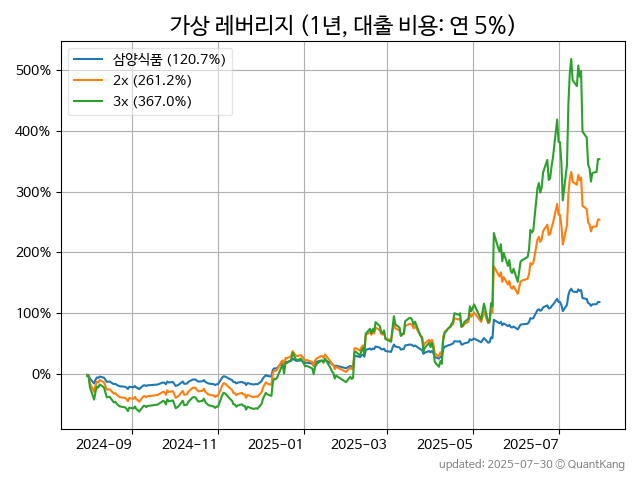 가상 레버리지 (1년, 대출 비용: 연 5%)
삼양식품 (120.7%)
2x (261.2%)
3x (367.0%)
500%
400%
300%
200%
100%
0%
2024-09
2024-11
2025-01
2025-03
2025-05
2025-07
updated: 2025-07-30 © QuantKang